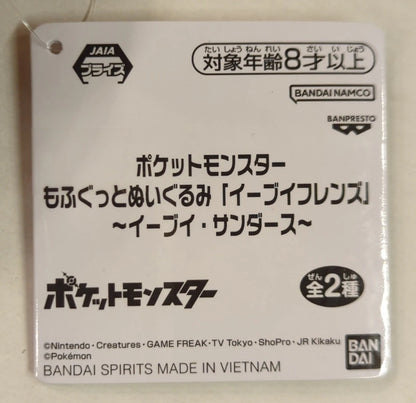 JAIA
プライズ
たいしょうねんれい さい いじょう
対象年齢8才以上
BANDAI NAMCO
BANPRESTO
ポケットモンスター
もふぐっとぬいぐるみ「イーブイフレンズ」
~イーブイ・サンダース~
ポケットモンスター
ぜん しゅ
全2種
©Nintendo・Creatures・GAME FREAK・TV Tokyo・ShoPro・JR Kikaku
©Pokémon
BANDAI SPIRITS MADE IN VIETNAM
BAN
DAI